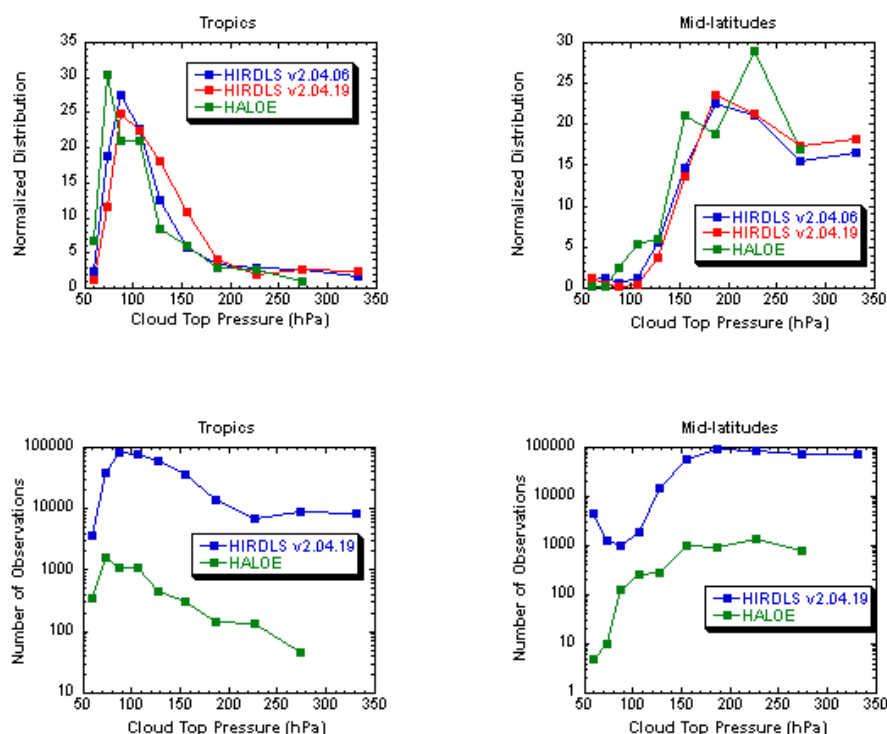 Tropics
Normalized Distribution
35
30
25
20
15
10
5
0
HIRDLS v2.04.06
HIRDLS v2.04.19
HALOE
50 100 150 200 250 300 350
Cloud Top Pressure (hPa)
Mid-latitudes
Normalized Distribution
30
25
20
15
10
5
0
HIRDLS v2.04.06
HIRDLS v2.04.19
HALOE
50 100 150 200 250 300 350
Cloud Top Pressure (hPa)
Tropics
Number of Observations
100000
10000
1000
100
10
HIRDLS v2.04.19
HALOE
50 100 150 200 250 300 350
Cloud Top Pressure (hPa)
Mid-latitudes
Number of Observations
100000
10000
1000
100
10
1
HIRDLS v2.04.19
HALOE
50 100 150 200 250 300 350
Cloud Top Pressure (hPa)